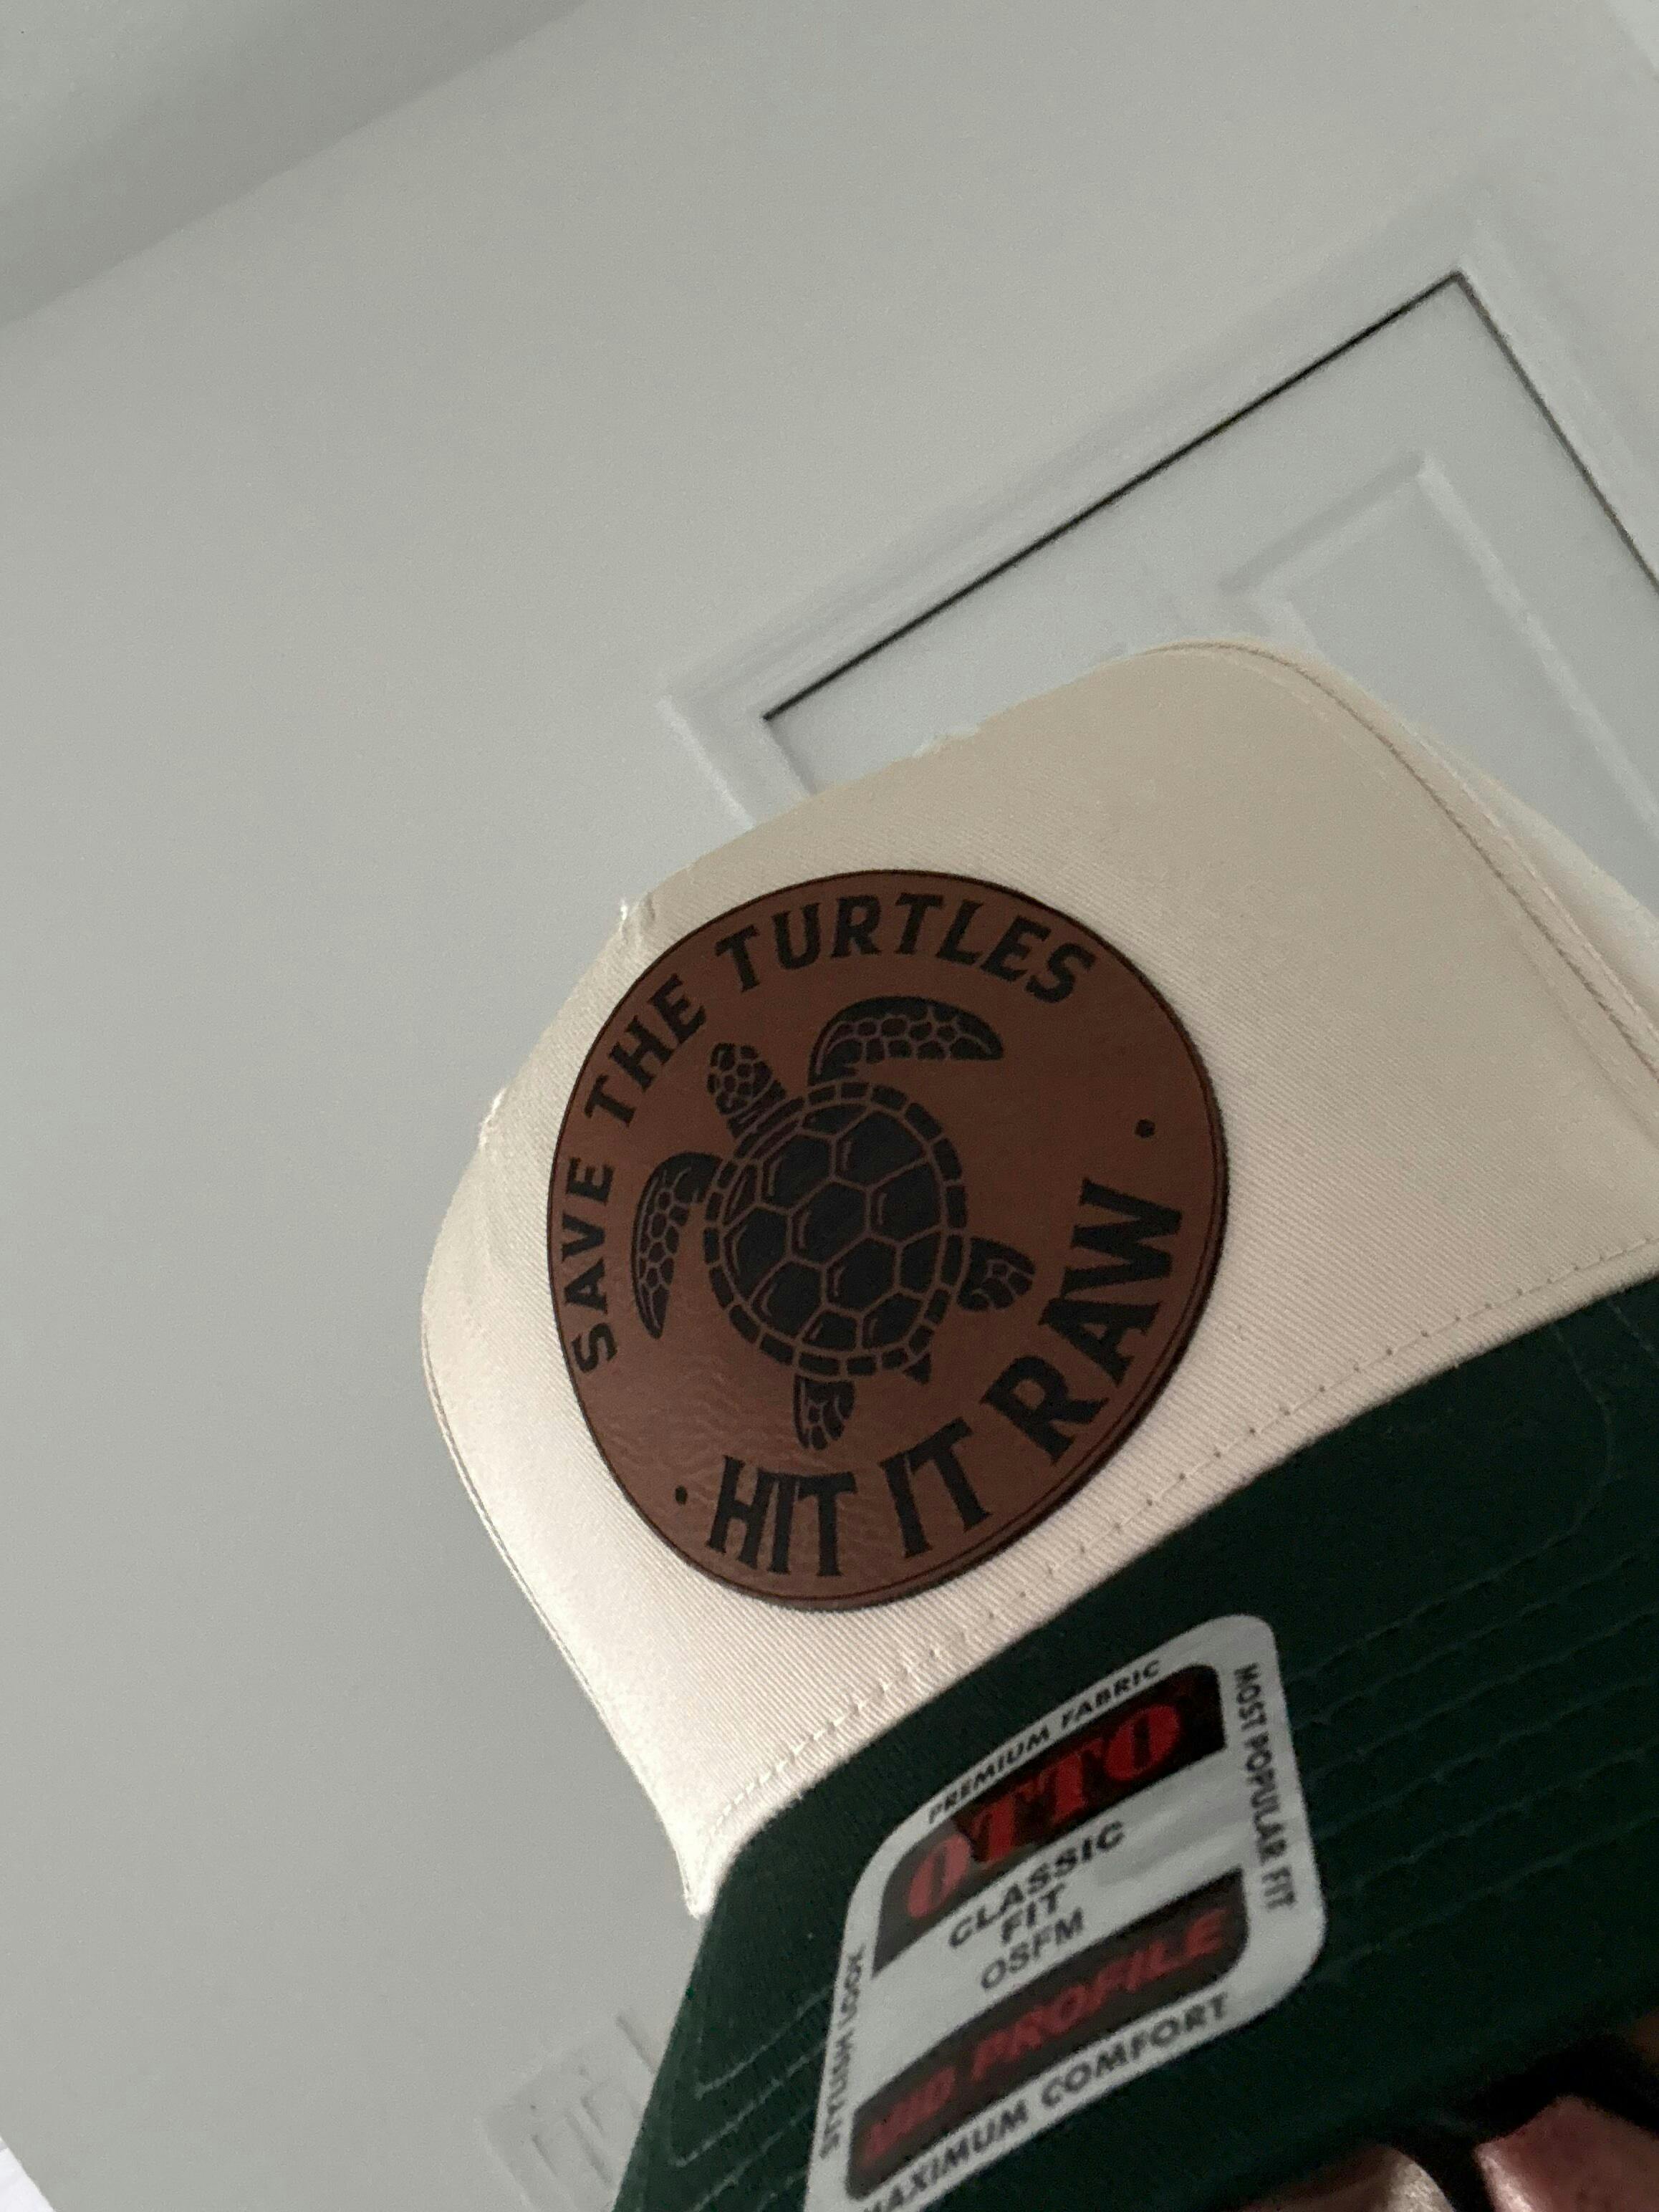 SAVE THE TURTLES
• HIT IT RAW •
PREMIUM FABRIC
OTTO
CLASSIC
FIT
OSFM
MID PROFILE
MAXIMUM COMFORT
STYLISH LOOK
MOST POPULAR FIT